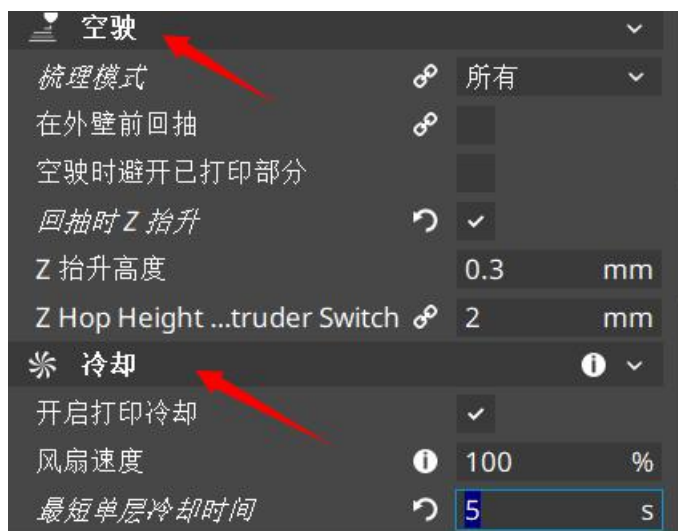 空驶
梳理模式 所有
在外壁前回抽
空驶时避开已打印部分
回抽时 Z 抬升
Z 抬升高度 0.3 mm
Z Hop Height ...truder Switch 2 mm
冷却
开启打印冷却
风扇速度 100 %
最短单层冷却时间 5 s